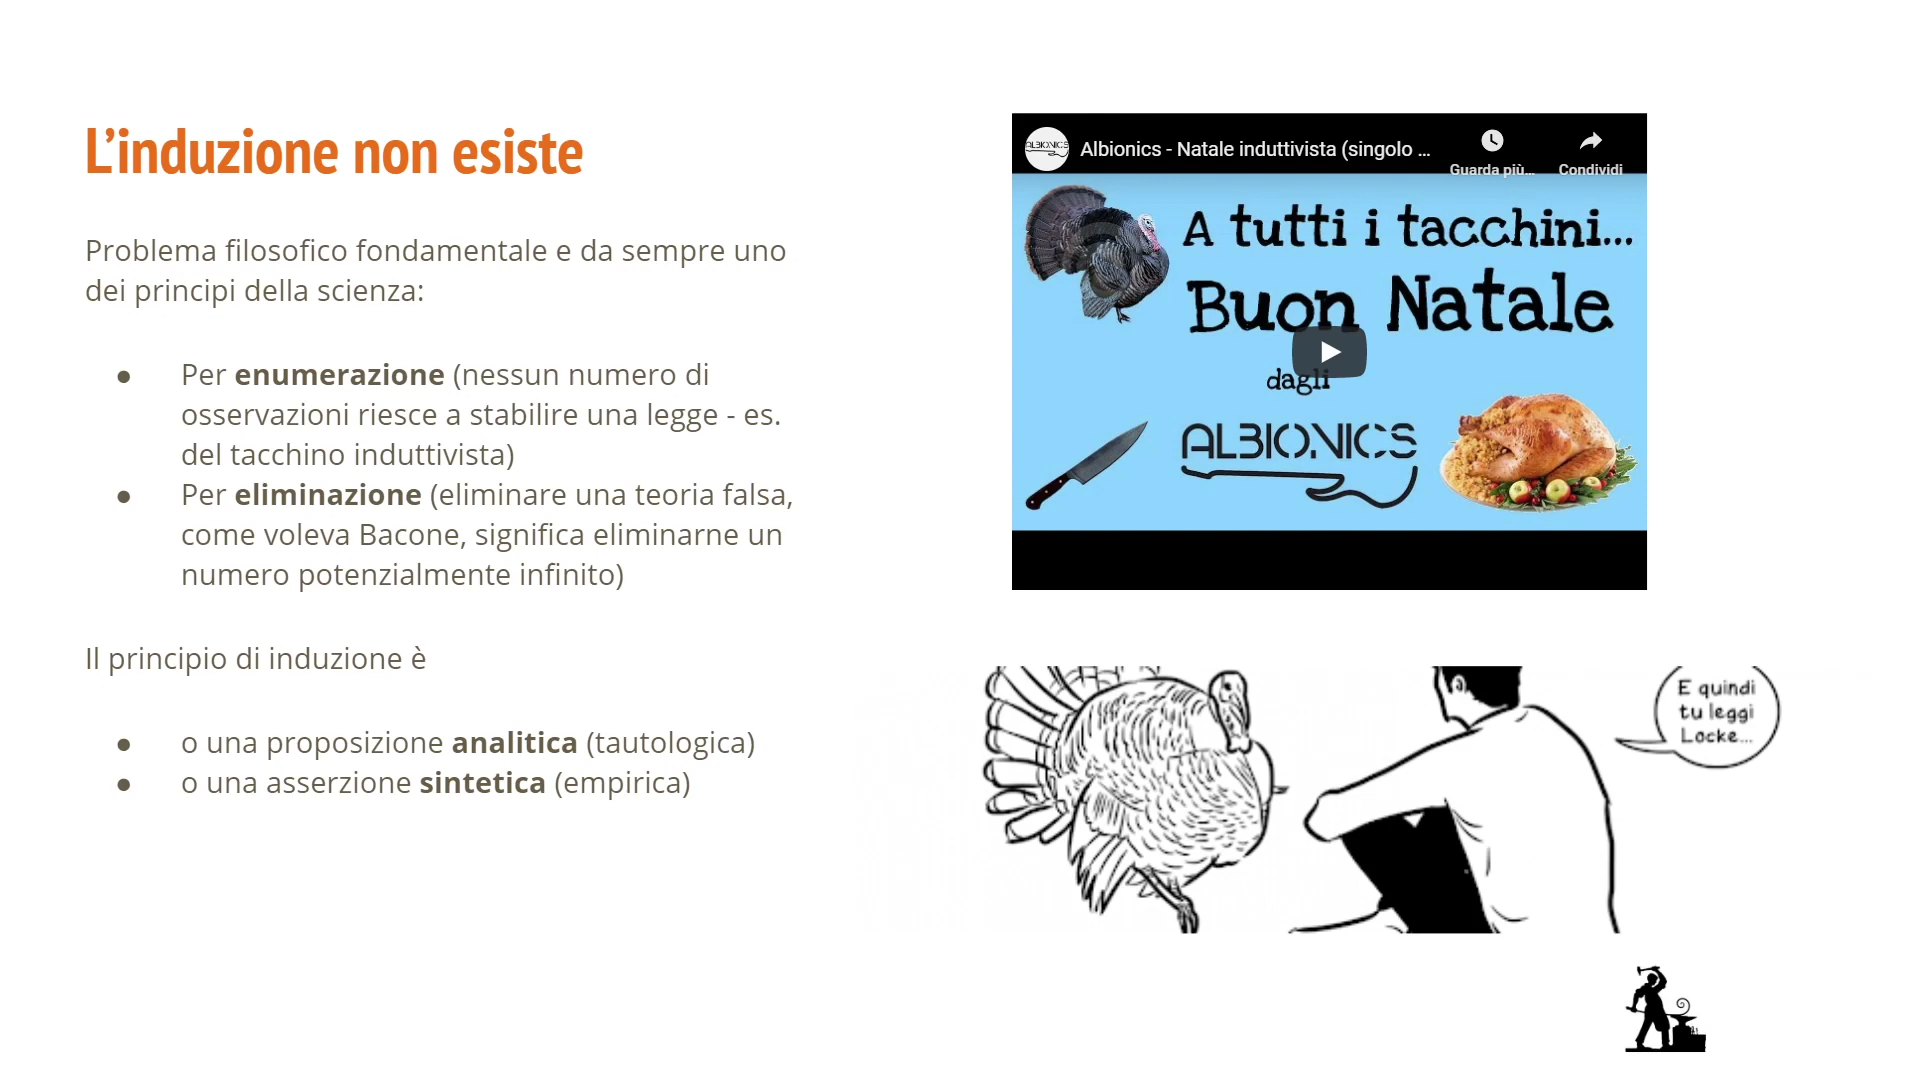 L’induzione non esiste
Problema filosofico fondamentale e da sempre uno
dei principi della scienza:
● Per enumerazione (nessun numero di
osservazioni riesce a stabilire una legge - es.
del tacchino induttivista)
● Per eliminazione (eliminare una teoria falsa,
come voleva Bacone, significa eliminarne un
numero potenzialmente infinito)
Il principio di induzione è
● o una proposizione analitica (tautologica)
● o una asserzione sintetica (empirica)
ALBIONICS
Albionics - Natale induttivista (singolo ...
Guarda più...
Condividi
A tutti i tacchini...
Buon Natale
dagli
ALBIONICS
E quindi
tu leggi
Locke...